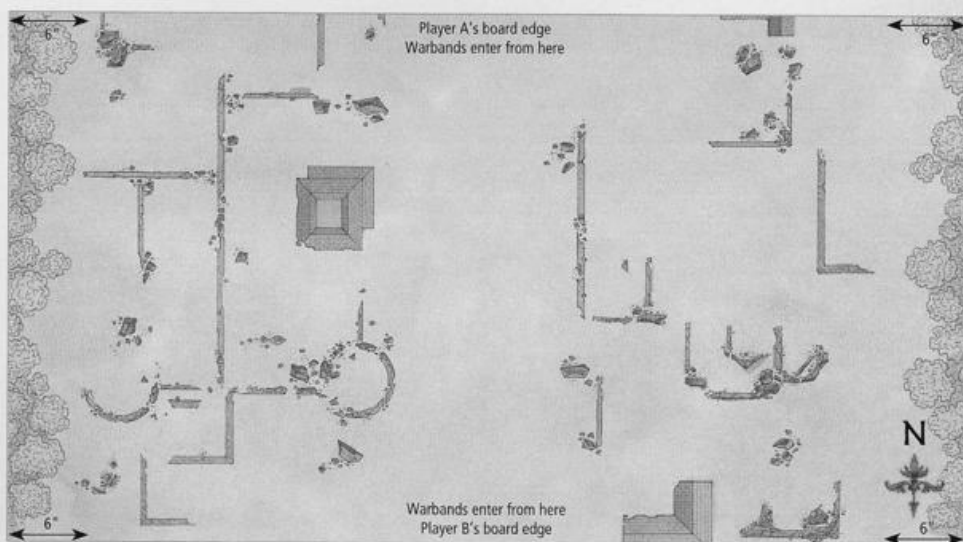 6"
Player A's board edge
Warbands enter from here
6"
N
6"
Warbands enter from here
Player B's board edge
6"